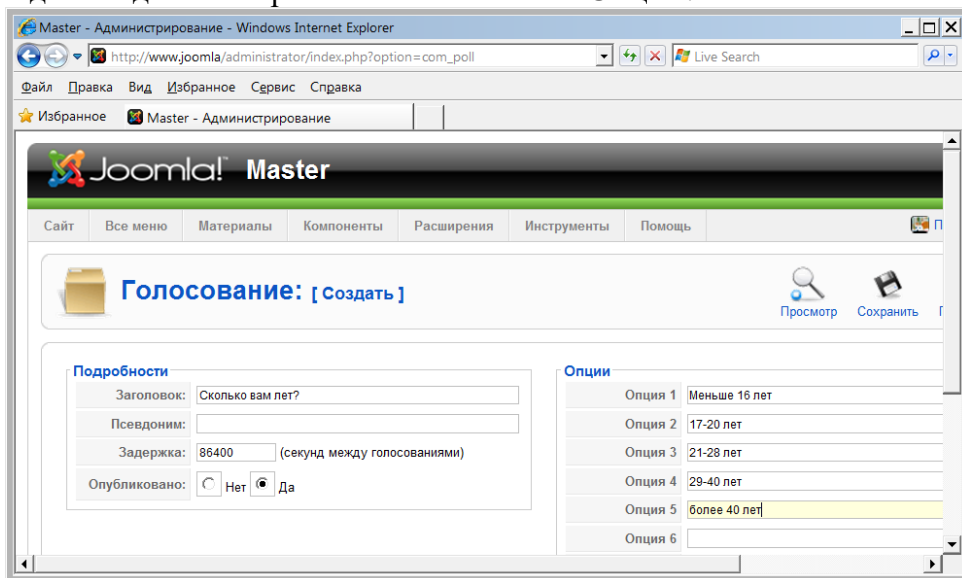 Master - Администрирование - Windows Internet Explorer
http://www.joomla/administrator/index.php?option=com_poll
Live Search
Файл Правка Вид Избранное Сервис Справка
Избранное
Master - Администрирование
Joomla! Master
Сайт Все меню Материалы Компоненты Расширения Инструменты Помощь
Голосование: [ Создать ]
Просмотр Сохранить
Подробности
Заголовок: Сколько вам лет?
Псевдоним:
Задержка: 86400 (секунд между голосованиями)
Опубликовано: Нет Да
Опции
Опция 1 Меньше 16 лет
Опция 2 17-20 лет
Опция 3 21-28 лет
Опция 4 29-40 лет
Опция 5 более 40 лет
Опция 6